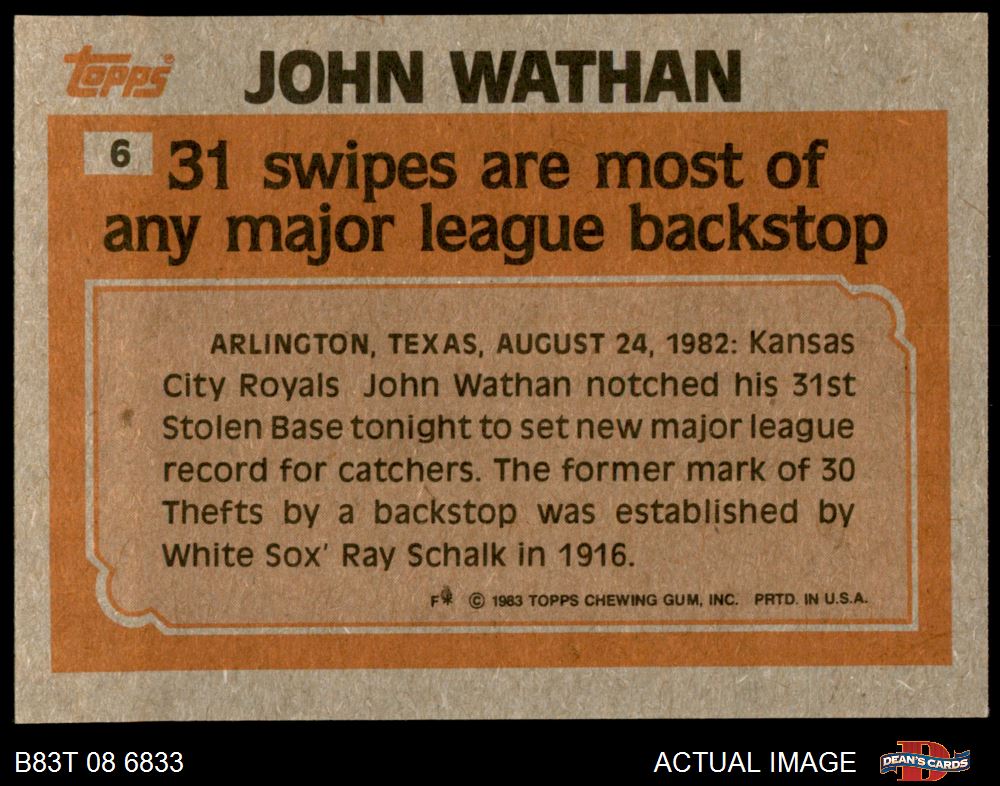 topps
JOHN WATHAN
6
31 swipes are most of
any major league backstop
ARLINGTON, TEXAS, AUGUST 24, 1982: Kansas
City Royals John Wathan notched his 31st
Stolen Base tonight to set new major league
record for catchers. The former mark of 30
Thefts by a backstop was established by
White Sox' Ray Schalk in 1916.
F* © 1983 TOPPS CHEWING GUM, INC. PRTD. IN U.S.A.
B83T 08 6833
ACTUAL IMAGE
D
DEAN'S CARDS